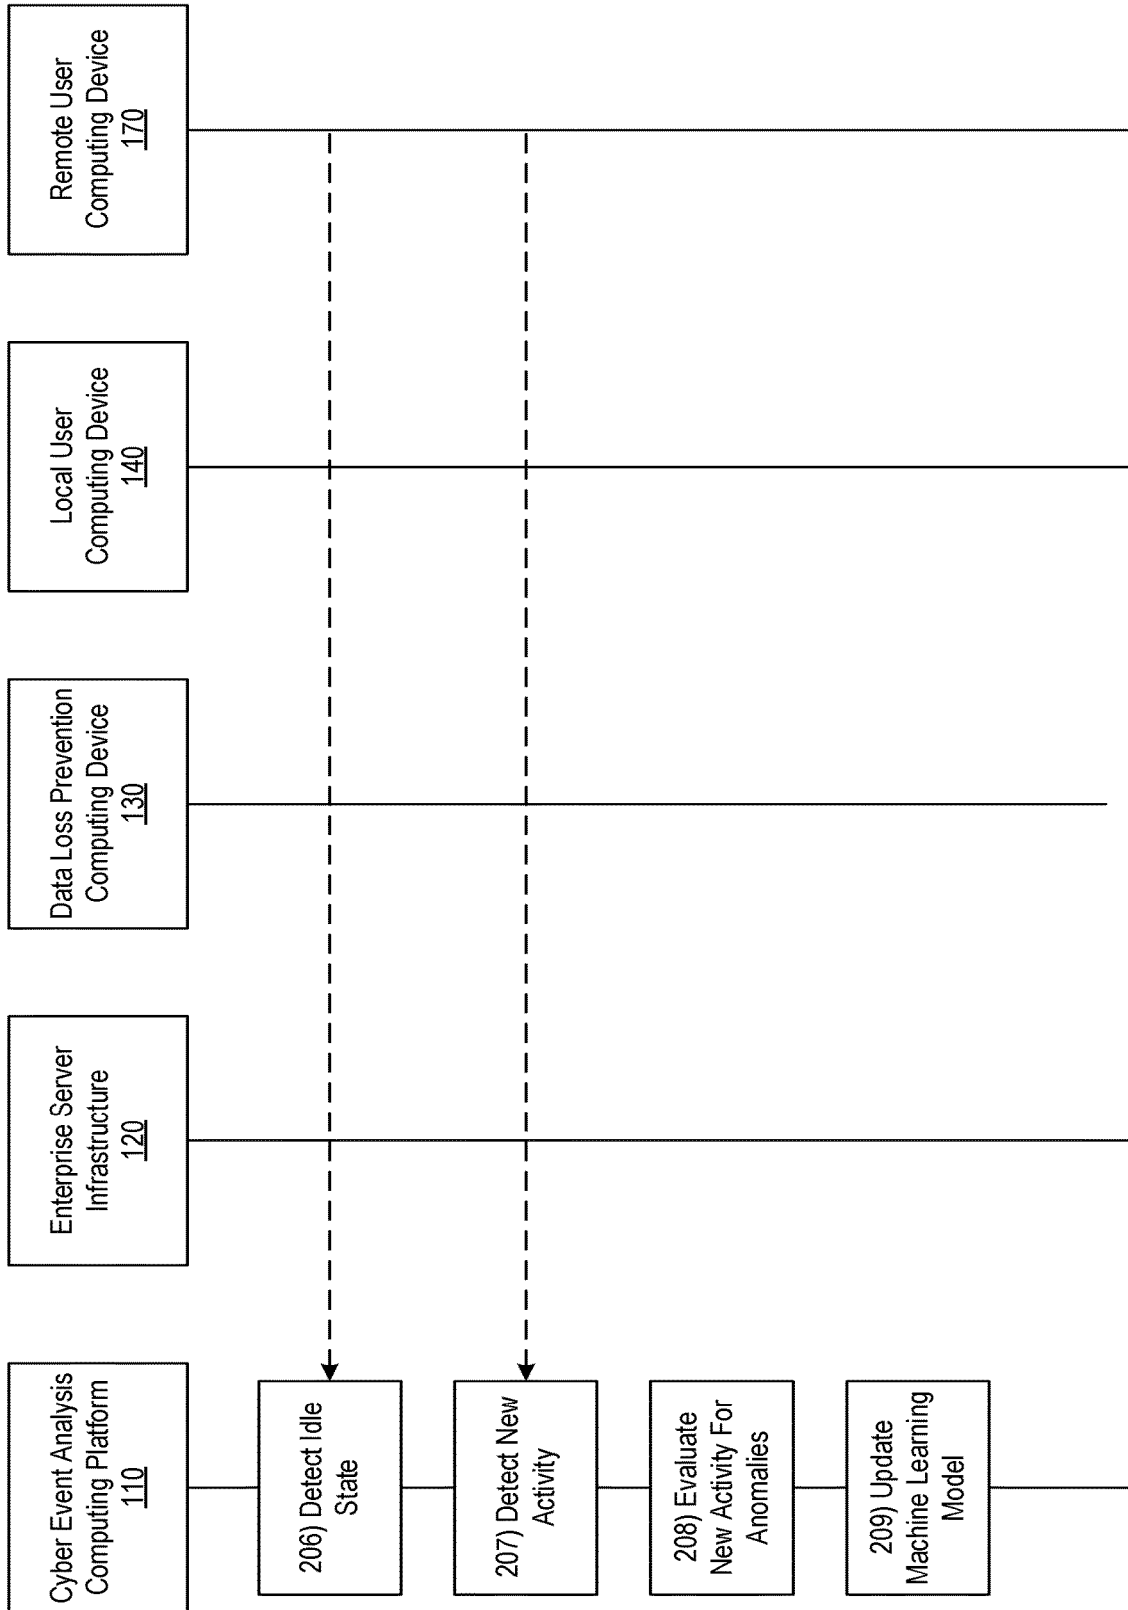 Cyber Event Analysis
Computing Platform
110
Enterprise Server
Infrastructure
120
Data Loss Prevention
Computing Device
130
Local User
Computing Device
140
Remote User
Computing Device
170
206) Detect Idle
State
207) Detect New
Activity
208) Evaluate
New Activity For
Anomalies
209) Update
Machine Learning
Model